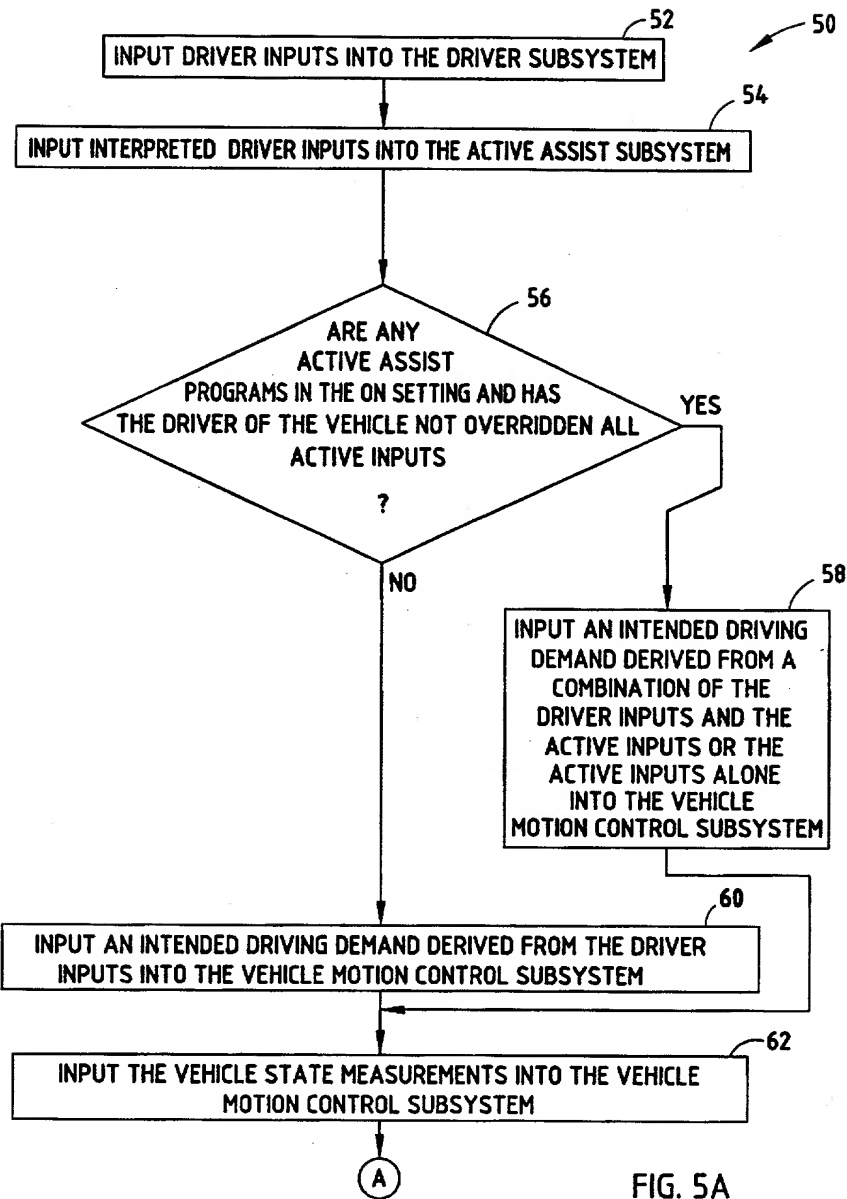 52
50
INPUT DRIVER INPUTS INTO THE DRIVER SUBSYSTEM
54
INPUT INTERPRETED DRIVER INPUTS INTO THE ACTIVE ASSIST SUBSYSTEM
56
ARE ANY
ACTIVE ASSIST
PROGRAMS IN THE ON SETTING AND HAS
THE DRIVER OF THE VEHICLE NOT OVERRIDDEN ALL
ACTIVE INPUTS
?
YES
NO
58
INPUT AN INTENDED DRIVING
DEMAND DERIVED FROM A
COMBINATION OF THE
DRIVER INPUTS AND THE
ACTIVE INPUTS OR THE
ACTIVE INPUTS ALONE
INTO THE VEHICLE
MOTION CONTROL SUBSYSTEM
60
INPUT AN INTENDED DRIVING DEMAND DERIVED FROM THE DRIVER
INPUTS INTO THE VEHICLE MOTION CONTROL SUBSYSTEM
62
INPUT THE VEHICLE STATE MEASUREMENTS INTO THE VEHICLE
MOTION CONTROL SUBSYSTEM
A
FIG. 5A